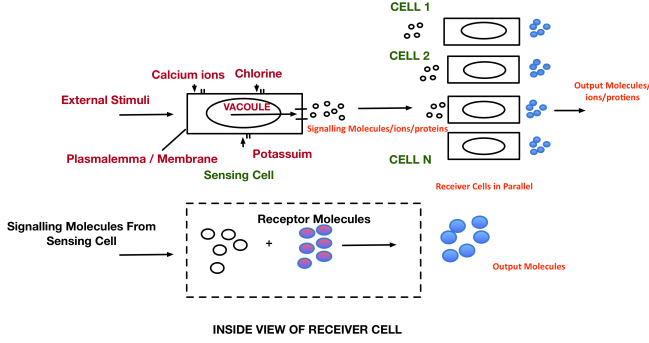 CELL 1
CELL 2
Calcium ions
Chlorine
Output Molecules/
ions/protiens
External Stimuli
VACOULE
Signalling Molecules/ions/proteins
Plasmalemma / Membrane
Potassuim
CELL N
Sensing Cell
Receiver Cells in Parallel
Signalling Molecules From
Sensing Cell
Receptor Molecules
+
Output Molecules
INSIDE VIEW OF RECEIVER CELL